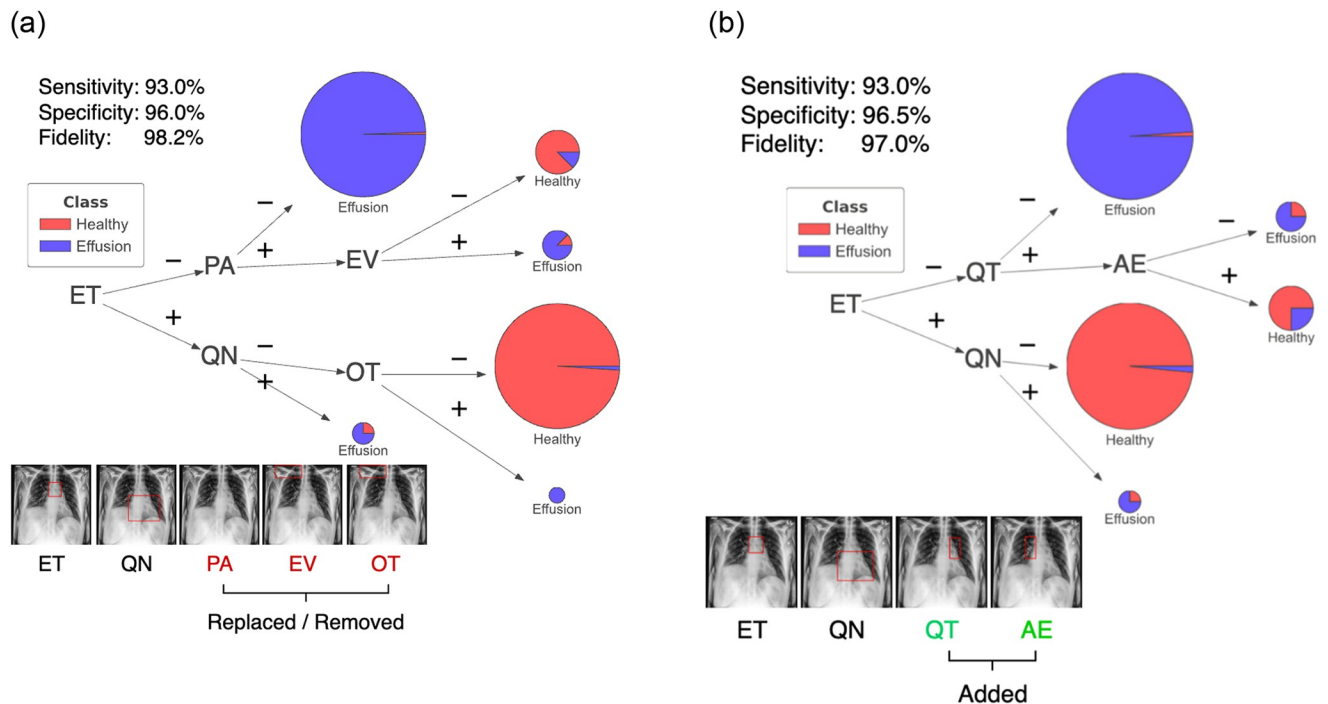 (a)
Sensitivity: 93.0%
Specificity: 96.0%
Fidelity: 98.2%
Class
Healthy
Effusion
ET
−
+
PA
−
+
Effusion
EV
−
+
Healthy
Effusion
QN
−
+
OT
−
+
Healthy
Effusion
Effusion
ET QN PA EV OT
Replaced / Removed
(b)
Sensitivity: 93.0%
Specificity: 96.5%
Fidelity: 97.0%
Class
Healthy
Effusion
ET
−
+
QT
−
+
Effusion
AE
−
+
Effusion
Healthy
QN
−
+
Healthy
Effusion
ET QN QT AE
Added